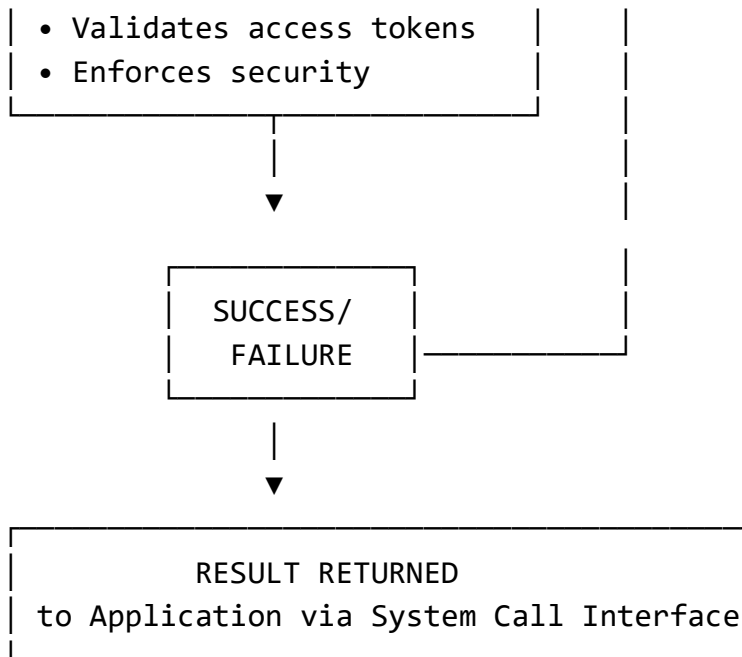 • Validates access tokens
• Enforces security
SUCCESS/
FAILURE
RESULT RETURNED
to Application via System Call Interface